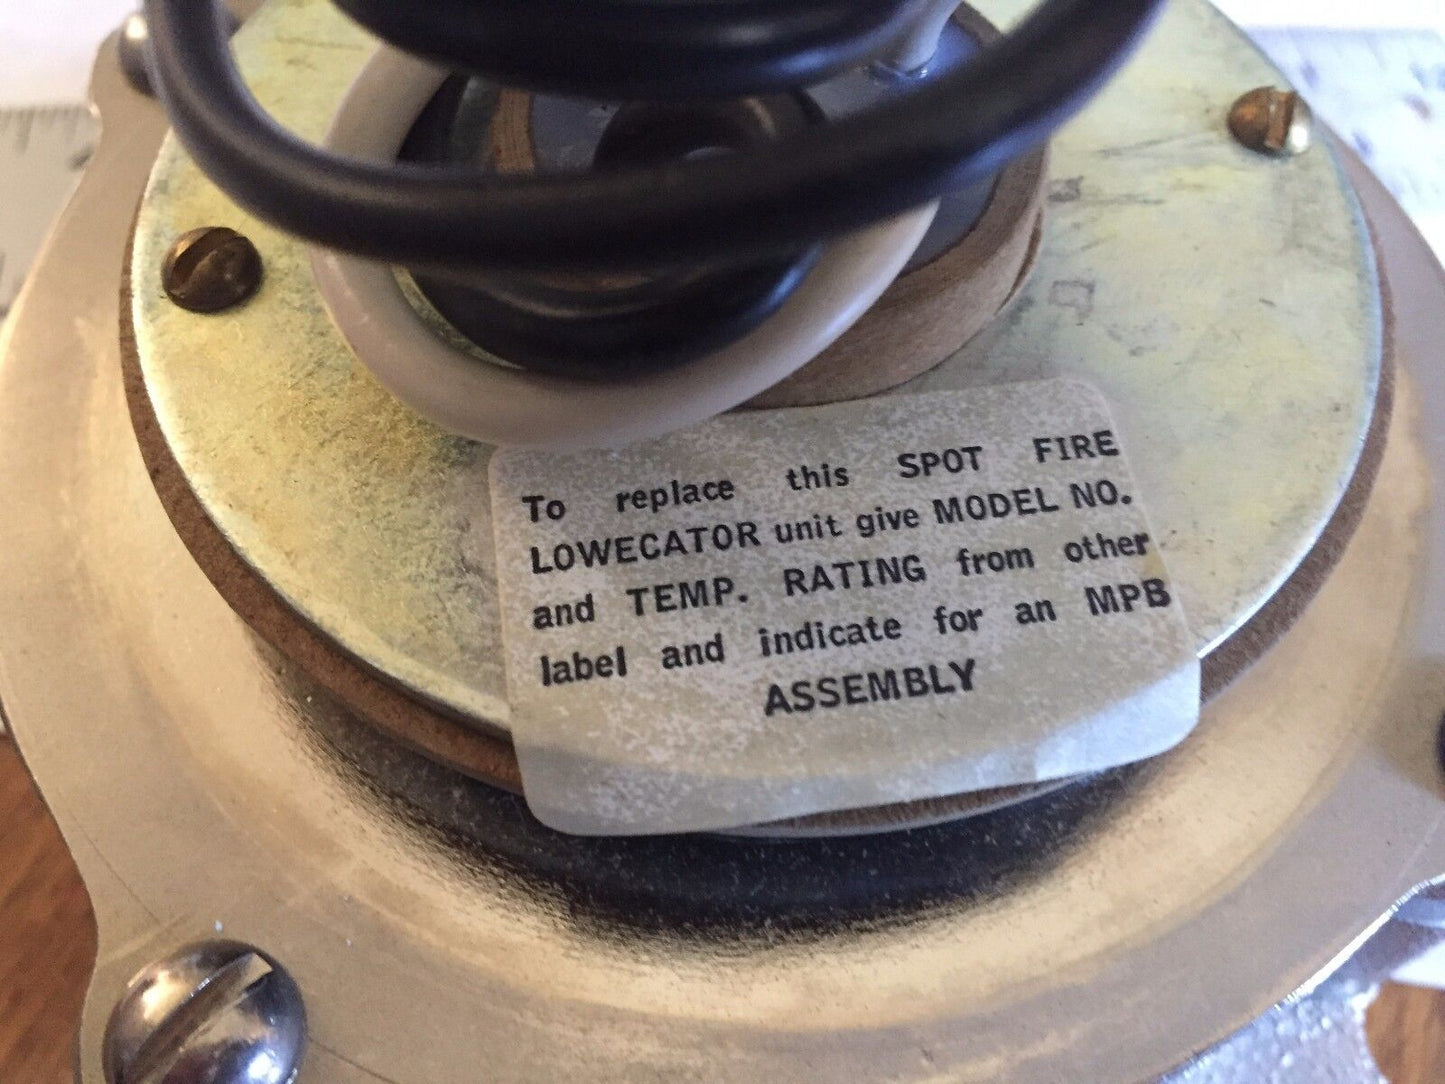 To replace this SPOT FIRE
LOWECATOR unit give MODEL NO.
and TEMP. RATING from other
label and indicate for an MPB
ASSEMBLY